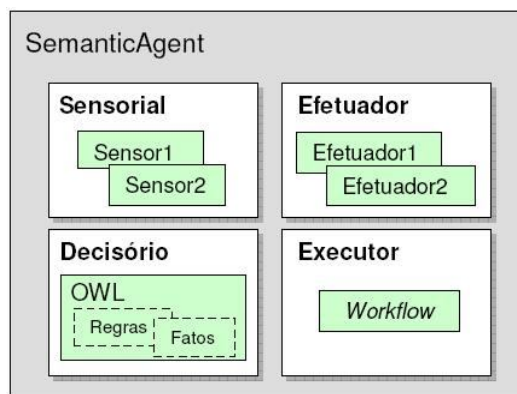 SemanticAgent
Sensorial
Sensor1
Sensor2
Efetuador
Efetuador1
Efetuador2
Decisório
OWL
Regras
Fatos
Executor
Workflow